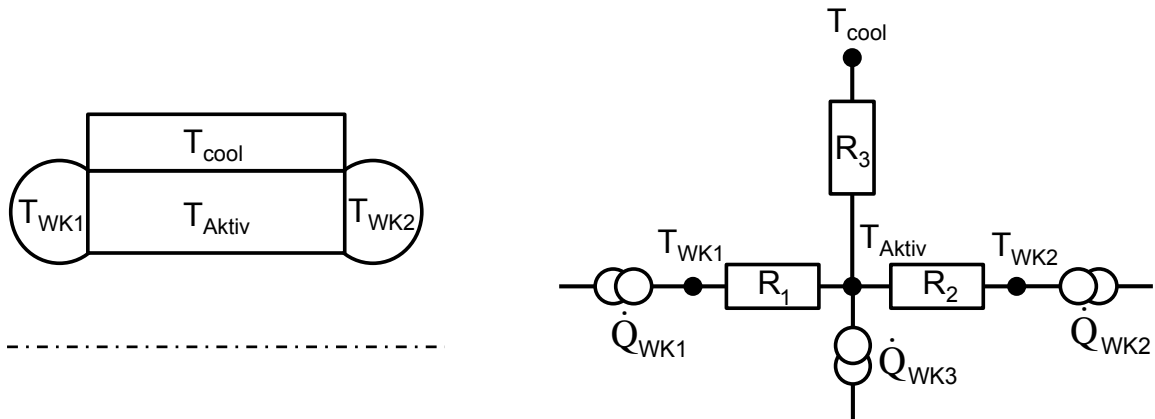 T_cool
T_WK1
T_Aktiv
T_WK2
T_cool
R_3
T_WK1
T_Aktiv
T_WK2
R_1
R_2
Q̇_WK1
Q̇_WK3
Q̇_WK2